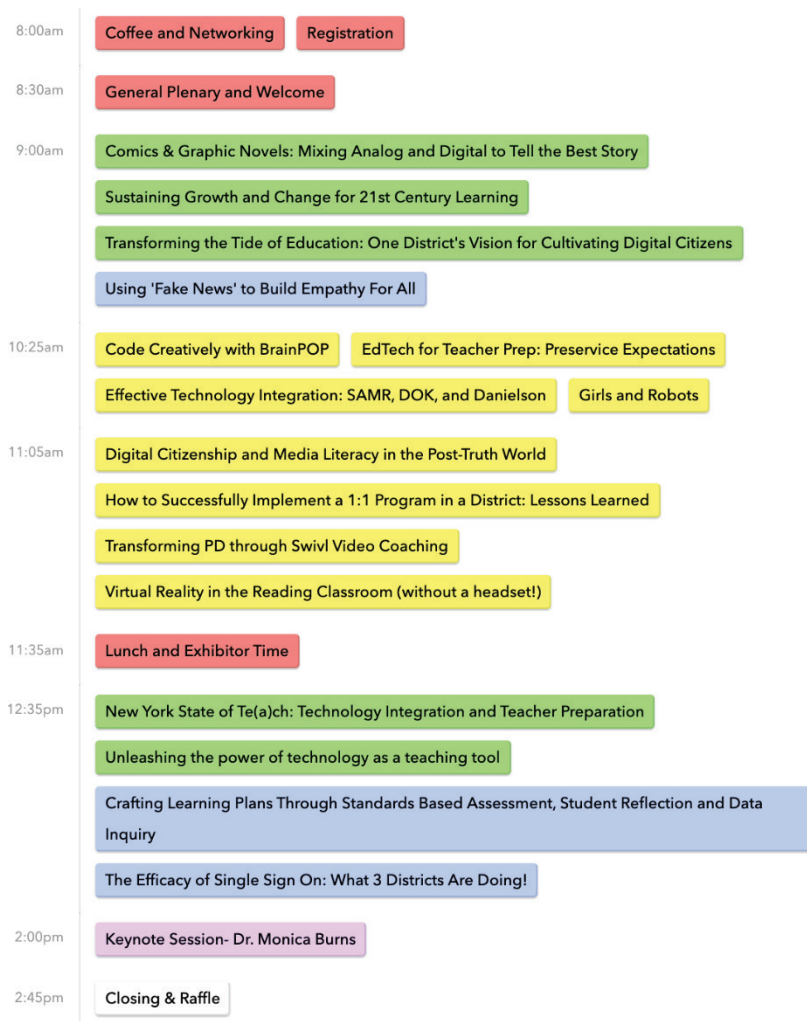 8:00am
Coffee and Networking Registration
8:30am
General Plenary and Welcome
9:00am
Comics & Graphic Novels: Mixing Analog and Digital to Tell the Best Story
Sustaining Growth and Change for 21st Century Learning
Transforming the Tide of Education: One District's Vision for Cultivating Digital Citizens
Using 'Fake News' to Build Empathy For All
10:25am
Code Creatively with BrainPOP EdTech for Teacher Prep: Preservice Expectations
Effective Technology Integration: SAMR, DOK, and Danielson Girls and Robots
11:05am
Digital Citizenship and Media Literacy in the Post-Truth World
How to Successfully Implement a 1:1 Program in a District: Lessons Learned
Transforming PD through Swivl Video Coaching
Virtual Reality in the Reading Classroom (without a headset!)
11:35am
Lunch and Exhibitor Time
12:35pm
New York State of Te(a)ch: Technology Integration and Teacher Preparation
Unleashing the power of technology as a teaching tool
Crafting Learning Plans Through Standards Based Assessment, Student Reflection and Data
Inquiry
The Efficacy of Single Sign On: What 3 Districts Are Doing!
2:00pm
Keynote Session- Dr. Monica Burns
2:45pm
Closing & Raffle